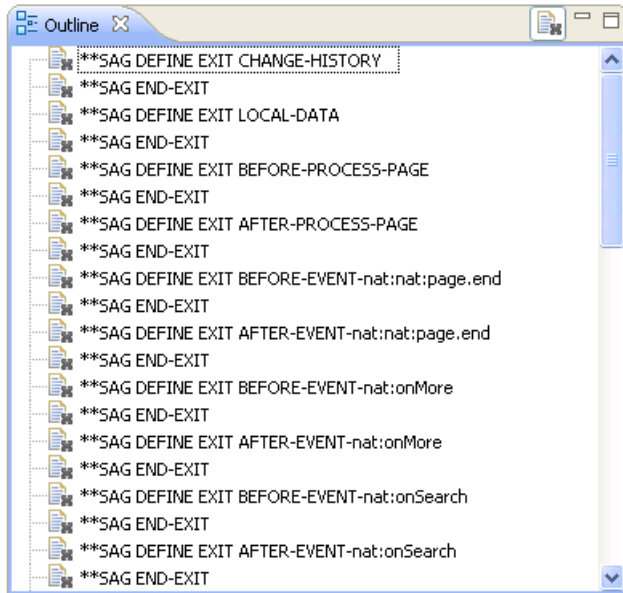 Outline
**SAG DEFINE EXIT CHANGE-HISTORY
**SAG END-EXIT
**SAG DEFINE EXIT LOCAL-DATA
**SAG END-EXIT
**SAG DEFINE EXIT BEFORE-PROCESS-PAGE
**SAG END-EXIT
**SAG DEFINE EXIT AFTER-PROCESS-PAGE
**SAG END-EXIT
**SAG DEFINE EXIT BEFORE-EVENT-nat:nat:page.end
**SAG END-EXIT
**SAG DEFINE EXIT AFTER-EVENT-nat:nat:page.end
**SAG END-EXIT
**SAG DEFINE EXIT BEFORE-EVENT-nat:onMore
**SAG END-EXIT
**SAG DEFINE EXIT AFTER-EVENT-nat:onMore
**SAG END-EXIT
**SAG DEFINE EXIT BEFORE-EVENT-nat:onSearch
**SAG END-EXIT
**SAG DEFINE EXIT AFTER-EVENT-nat:onSearch
**SAG END-EXIT